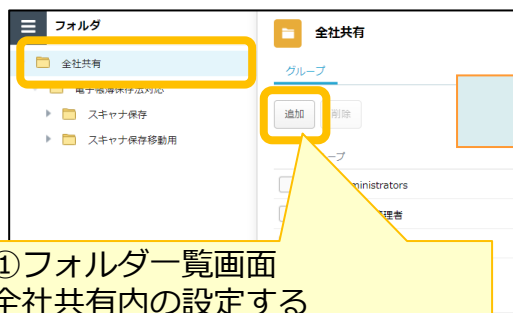 フォルダ
全社共有
電子帳簿保存法対応
スキャナ保存
スキャナ保存移動用
全社共有
グループ
追加
削除
ープ
ministrators
理者
①フォルダ一覧画面
全社共有内の設定する